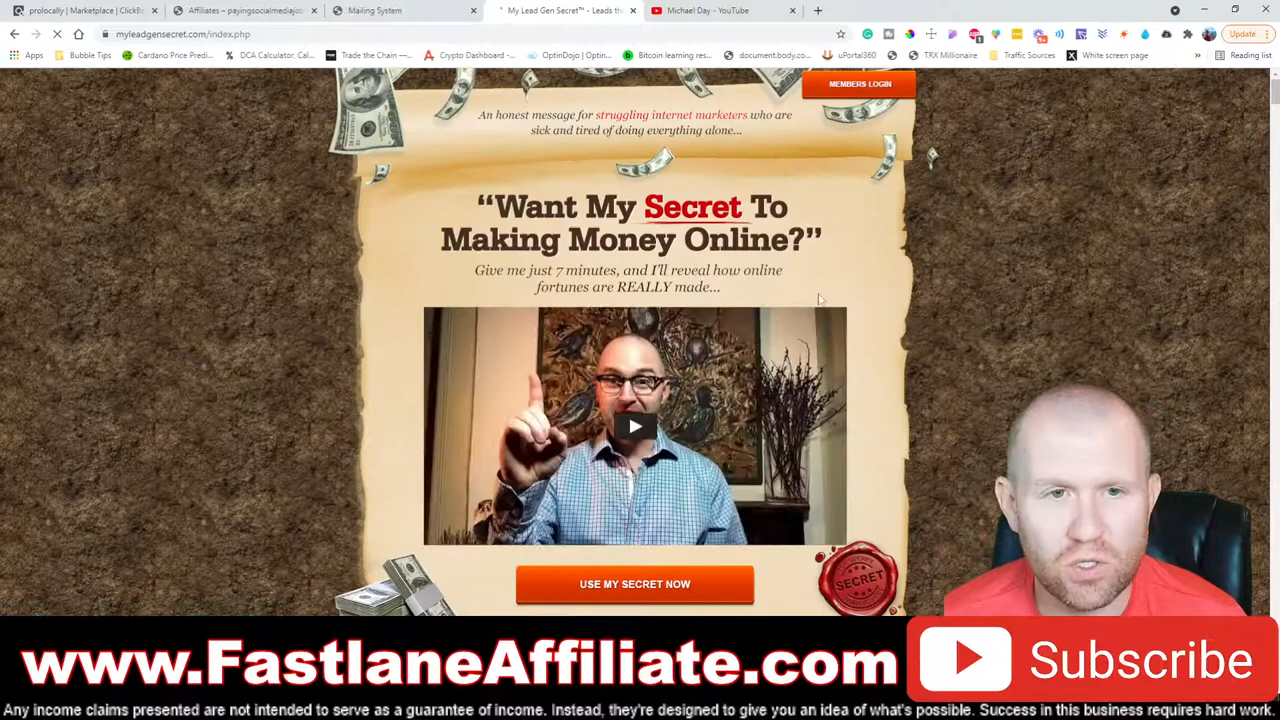 prolocally | Marketplace | ClickBa
Affiliates – payingsocialmediajob
Mailing System
My Lead Gen Secret™ - Leads th
Michael Day - YouTube
myleadgensecret.com/index.php
Update
Apps
Bubble Tips
Cardano Price Predi...
DCA Calculator, Cal...
Trade the Chain —...
Crypto Dashboard -...
OptinDojo | Optin...
Bitcoin learning res...
document.body.co...
uPortal360
TRX Millionaire
Traffic Sources
White screen page
Reading list
MEMBERS LOGIN
An honest message for struggling internet marketers who are
sick and tired of doing everything alone...
“Want My Secret To
Making Money Online?”
Give me just 7 minutes, and I'll reveal how online
fortunes are REALLY made...
USE MY SECRET NOW
SECRET
www.FastlaneAffiliate.com
Subscribe
Any income claims presented are not intended to serve as a guarantee of income. Instead, they're designed to give you an idea of what's possible. Success in this business requires hard work.